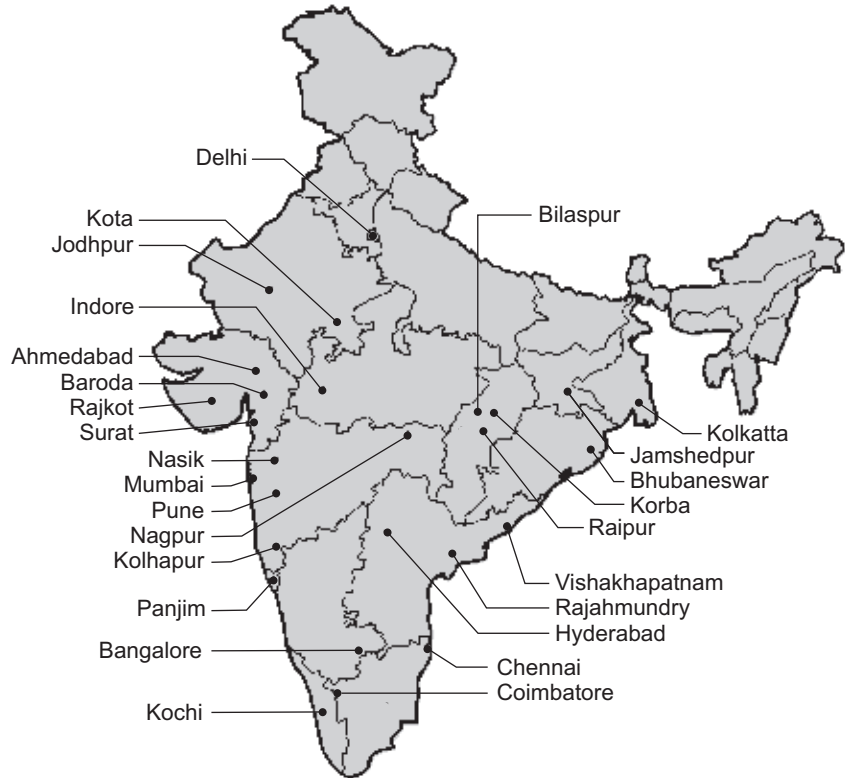 Delhi
Kota
Jodhpur
Indore
Ahmedabad
Baroda
Rajkot
Surat
Nasik
Mumbai
Pune
Nagpur
Kolhapur
Panjim
Bangalore
Kochi
Bilaspur
Kolkatta
Jamshedpur
Bhubaneswar
Korba
Raipur
Vishakhapatnam
Rajahmundry
Hyderabad
Chennai
Coimbatore